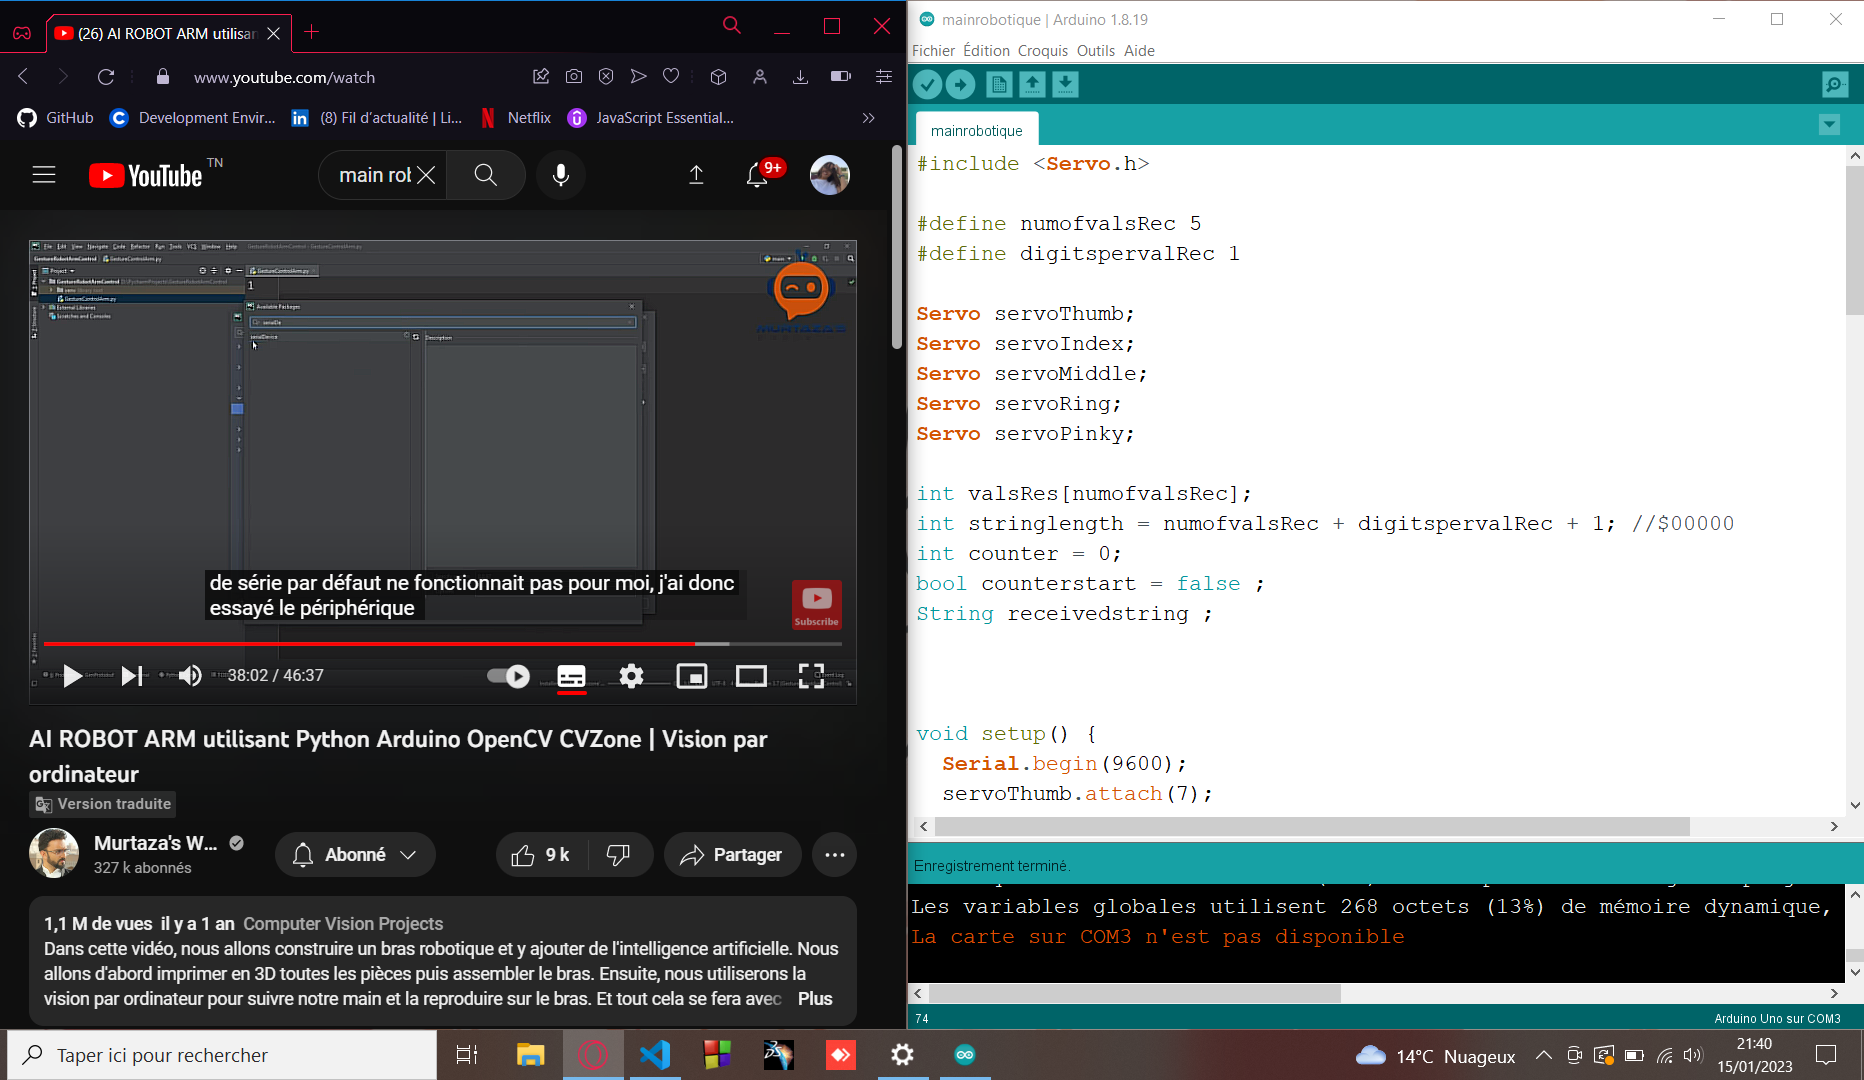 (26) AI ROBOT ARM utilisan
www.youtube.com/watch
GitHub
Development Envir...
(8) Fil d'actualité | Li...
Netflix
JavaScript Essential...
YouTube
TN
main rob
9+
Available Packages
serialDe
serialDevice
Description
GestureControlArm.py
1
de série par défaut ne fonctionnait pas pour moi, j'ai donc
essayé le périphérique
Subscribe
38:02 / 46:37
AI ROBOT ARM utilisant Python Arduino OpenCV CVZone | Vision par
ordinateur
Version traduite
Murtaza's W...
327 k abonnés
Abonné
9 k
Partager
1,1 M de vues il y a 1 an Computer Vision Projects
Dans cette vidéo, nous allons construire un bras robotique et y ajouter de l'intelligence artificielle. Nous
allons d'abord imprimer en 3D toutes les pièces puis assembler le bras. Ensuite, nous utiliserons la
vision par ordinateur pour suivre notre main et la reproduire sur le bras. Et tout cela se fera avec Plus
mainrobotique | Arduino 1.8.19
Fichier Édition Croquis Outils Aide
mainrobotique
#include <Servo.h>
#define numofvalsRec 5
#define digitspervalRec 1
Servo servoThumb;
Servo servoIndex;
Servo servoMiddle;
Servo servoRing;
Servo servoPinky;
int valsRes[numofvalsRec];
int stringlength = numofvalsRec + digitspervalRec + 1; //$00000
int counter = 0;
bool counterstart = false ;
String receivedstring ;
void setup() {
Serial.begin(9600);
servoThumb.attach(7);
Enregistrement terminé.
Les variables globales utilisent 268 octets (13%) de mémoire dynamique,
La carte sur COM3 n'est pas disponible
74
Arduino Uno sur COM3
Taper ici pour rechercher
14°C Nuageux
21:40
15/01/2023